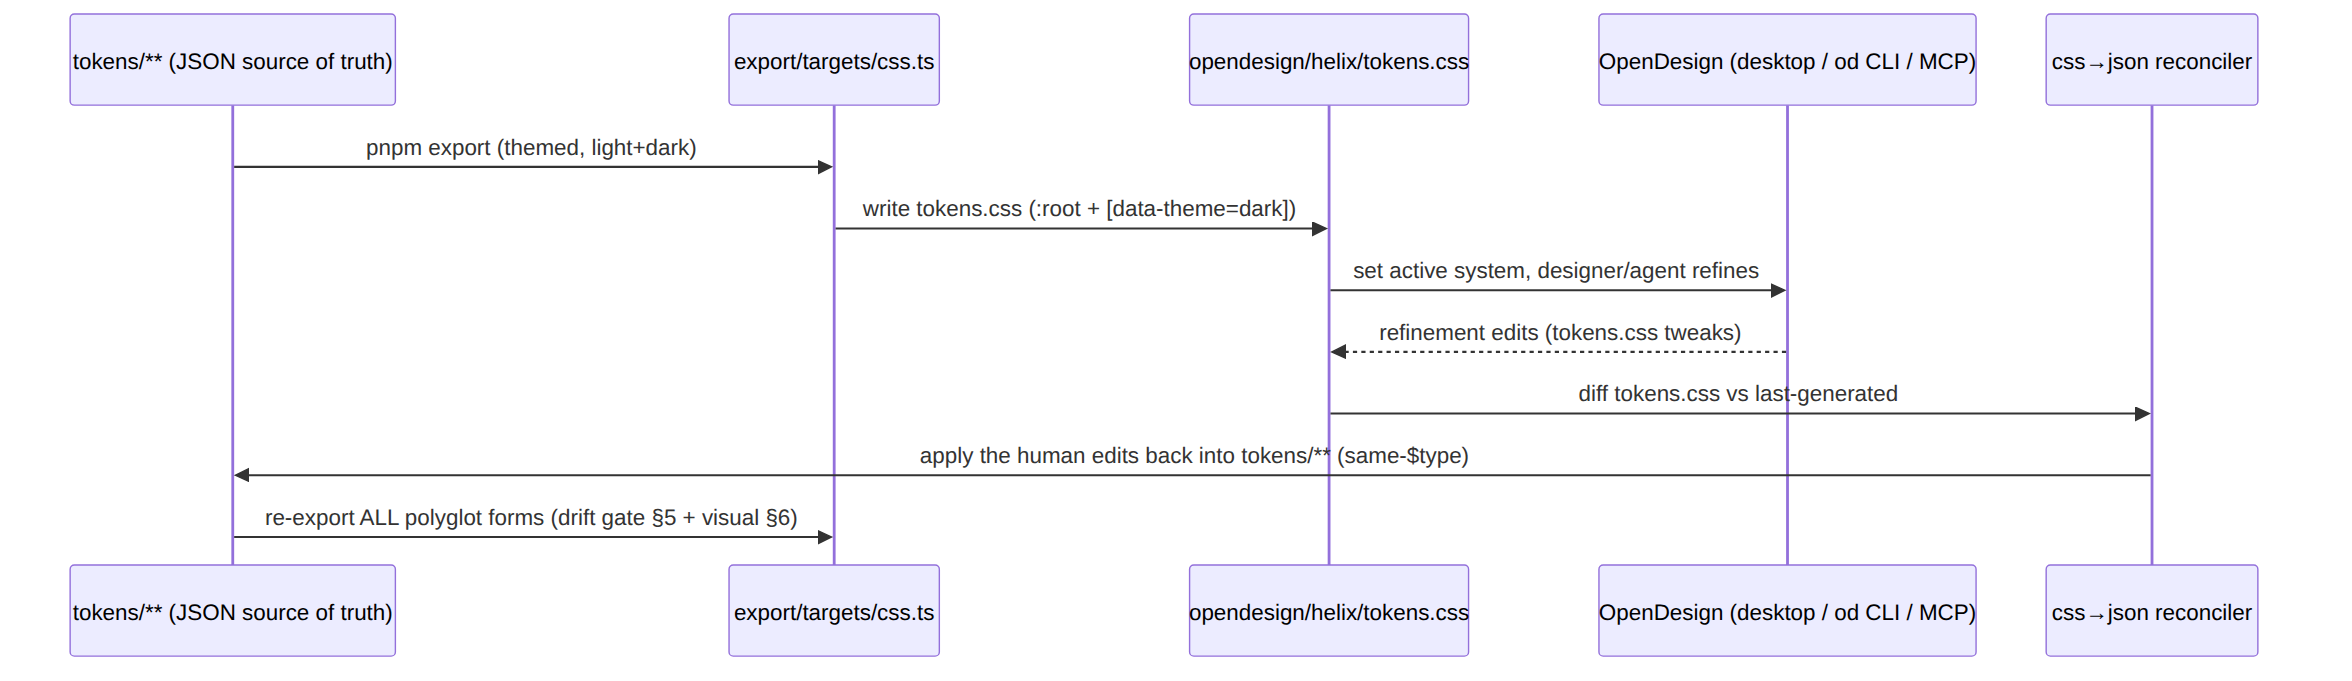 tokens/** (JSON source of truth)
export/targets/css.ts
opendesign/helix/tokens.css
OpenDesign (desktop / od CLI / MCP)
css→json reconciler
pnpm export (themed, light+dark)
write tokens.css (:root + [data-theme=dark])
set active system, designer/agent refines
refinement edits (tokens.css tweaks)
diff tokens.css vs last-generated
apply the human edits back into tokens/** (same-$type)
re-export ALL polyglot forms (drift gate §5 + visual §6)
tokens/** (JSON source of truth)
export/targets/css.ts
opendesign/helix/tokens.css
OpenDesign (desktop / od CLI / MCP)
css→json reconciler